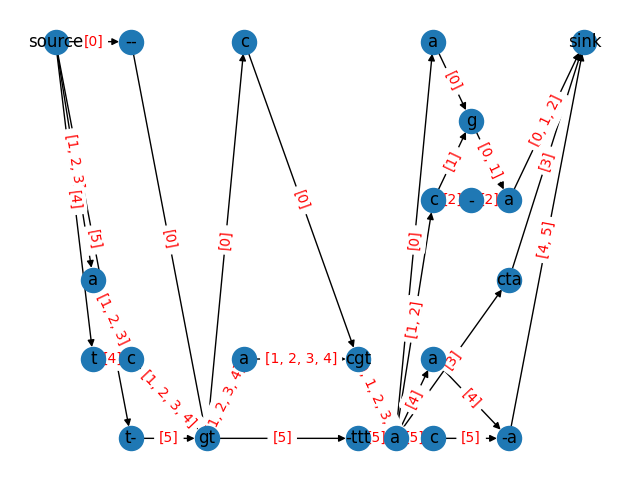 source [0] -- c a sink
[0]
g [0, 1, 2]
[1, 2, 3] [1] [0, 1] [3]
[4] [0] c [2] - [2] a
[5] [0] [0] [0] [4, 5]
a cta
[1, 2, 3] [1, 2]
t [4] c a [1, 2, 3, 4] cgt a [3]
[1, 2, 3, 4] 1, 2, 3, 4 , 1, 2, 3, [4] [4]
t- [5] gt [5] -ttt [5] a [5] c [5] -a